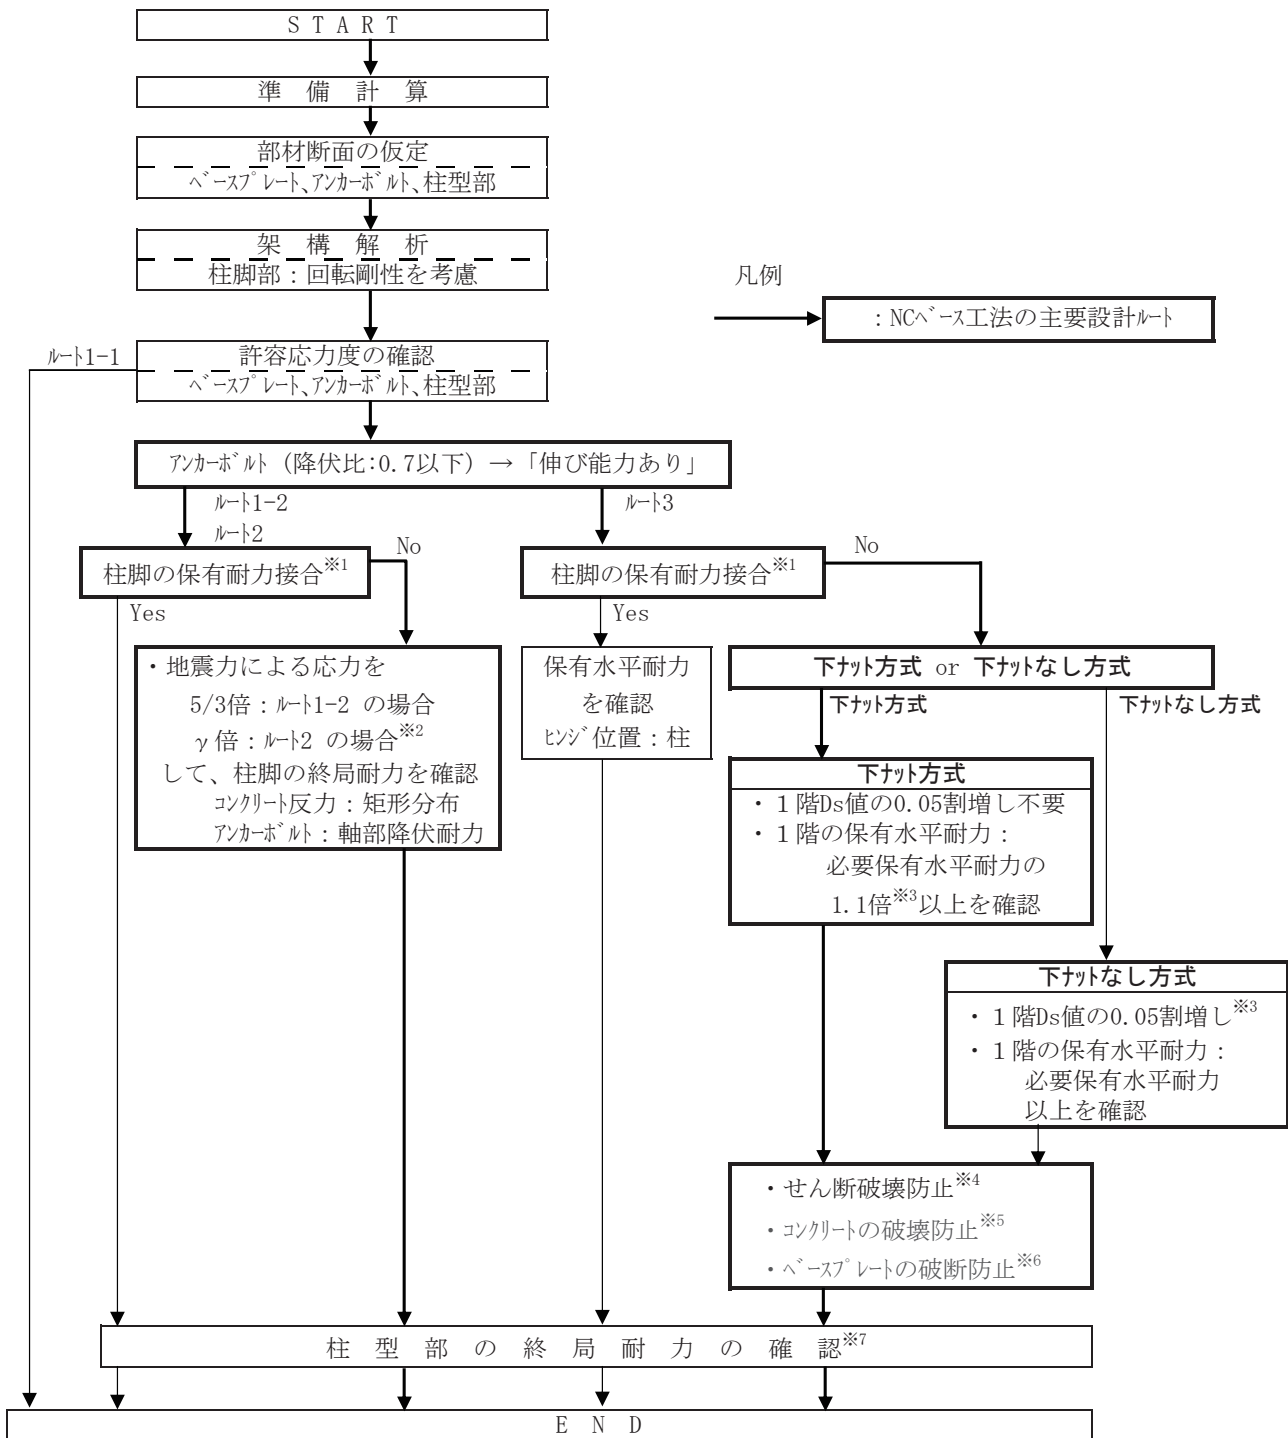 START
準備計算
部材断面の仮定
ﾍﾞｰｽﾌﾟﾚｰﾄ、ｱﾝｶｰﾎﾞﾙﾄ、柱型部
架構解析
柱脚部：回転剛性を考慮
凡例
：NCﾍﾞｰｽ工法の主要設計ﾙｰﾄ
ﾙｰﾄ1-1
許容応力度の確認
ﾍﾞｰｽﾌﾟﾚｰﾄ、ｱﾝｶｰﾎﾞﾙﾄ、柱型部
ｱﾝｶｰﾎﾞﾙﾄ（降伏比:0.7以下）→「伸び能力あり」
ﾙｰﾄ1-2
ﾙｰﾄ2
ﾙｰﾄ3
柱脚の保有耐力接合※1
No
Yes
柱脚の保有耐力接合※1
No
Yes
・地震力による応力を
5/3倍：ﾙｰﾄ1-2 の場合
γ倍：ﾙｰﾄ2 の場合※2
して、柱脚の終局耐力を確認
ｺﾝｸﾘｰﾄ反力：矩形分布
ｱﾝｶｰﾎﾞﾙﾄ：軸部降伏耐力
保有水平耐力
を確認
ﾋﾝｼﾞ位置：柱
下ﾅｯﾄ方式 or 下ﾅｯﾄなし方式
下ﾅｯﾄ方式
下ﾅｯﾄなし方式
下ﾅｯﾄ方式
・１階Ds値の0.05割増し不要
・１階の保有水平耐力：
必要保有水平耐力の
1.1倍※3以上を確認
下ﾅｯﾄなし方式
・１階Ds値の0.05割増し※3
・１階の保有水平耐力：
必要保有水平耐力
以上を確認
・せん断破壊防止※4
・ｺﾝｸﾘｰﾄの破壊防止※5
・ﾍﾞｰｽﾌﾟﾚｰﾄの破断防止※6
柱型部の終局耐力の確認※7
END